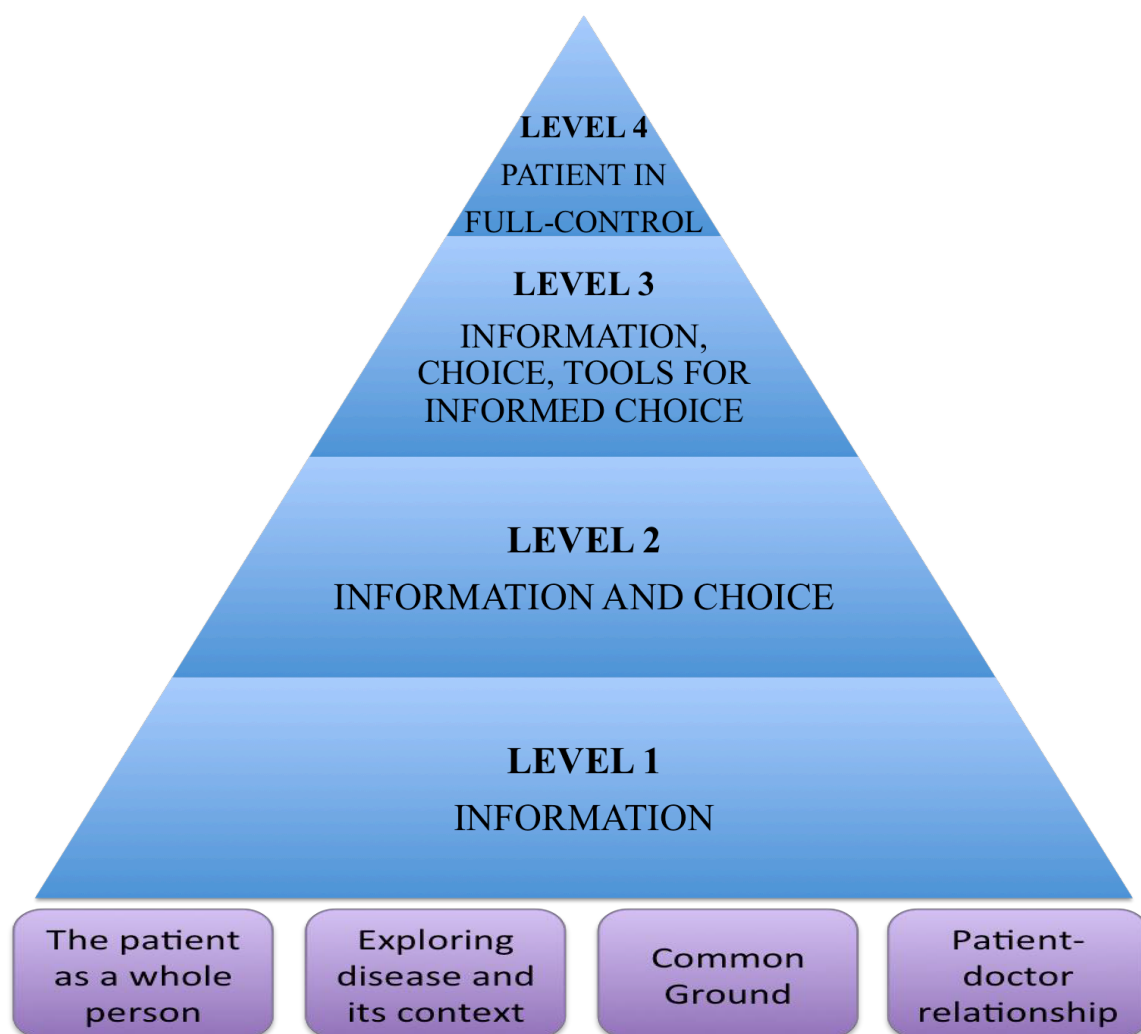 LEVEL 4
PATIENT IN
FULL-CONTROL
LEVEL 3
INFORMATION,
CHOICE, TOOLS FOR
INFORMED CHOICE
LEVEL 2
INFORMATION AND CHOICE
LEVEL 1
INFORMATION
The patient
as a whole
person
Exploring
disease and
its context
Common
Ground
Patient-
doctor
relationship